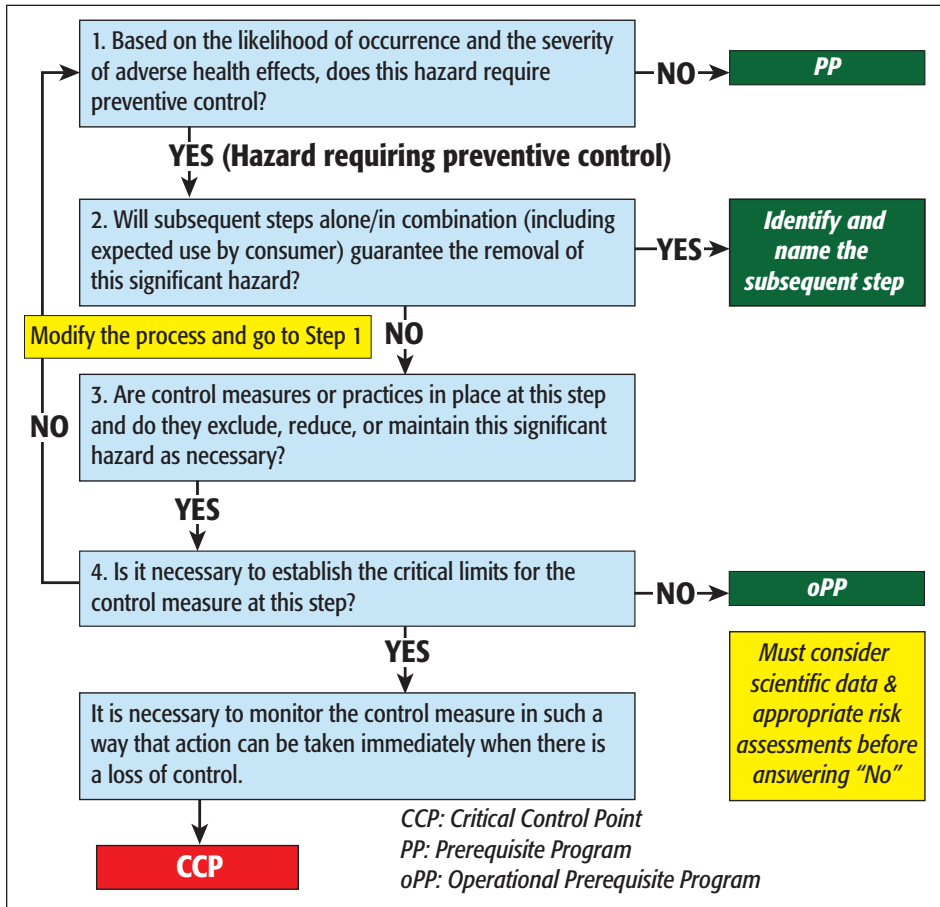 1. Based on the likelihood of occurrence and the severity
of adverse health effects, does this hazard require
preventive control?
NO
PP
YES (Hazard requiring preventive control)
2. Will subsequent steps alone/in combination (including
expected use by consumer) guarantee the removal of
this significant hazard?
YES
Identify and
name the
subsequent step
Modify the process and go to Step 1
NO
3. Are control measures or practices in place at this step
and do they exclude, reduce, or maintain this significant
hazard as necessary?
NO
YES
4. Is it necessary to establish the critical limits for the
control measure at this step?
NO
oPP
YES
Must consider
scientific data &
appropriate risk
assessments before
answering “No”
It is necessary to monitor the control measure in such a
way that action can be taken immediately when there is
a loss of control.
CCP
CCP: Critical Control Point
PP: Prerequisite Program
oPP: Operational Prerequisite Program